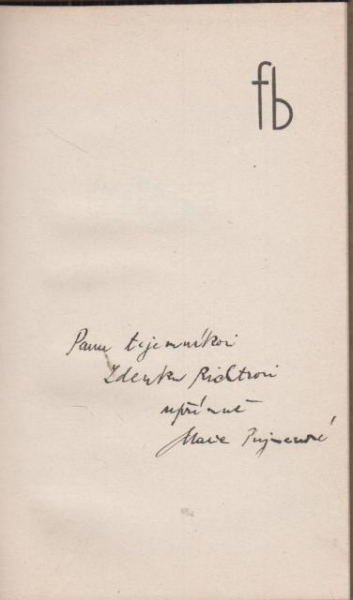 fb
Panu tajemníkovi
Zdeňku Richtrovi
upřímně
Marie Pujmanová